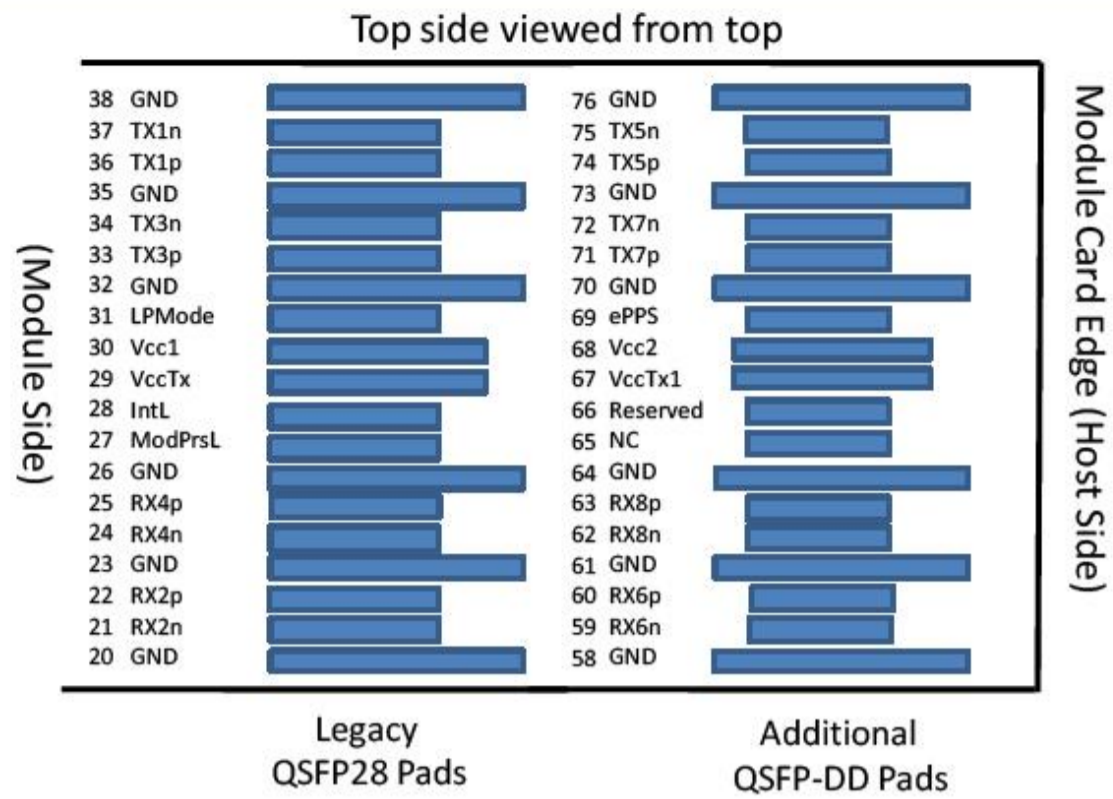 Top side viewed from top
38 GND 76 GND
37 TX1n 75 TX5n
36 TX1p 74 TX5p
35 GND 73 GND
34 TX3n 72 TX7n
33 TX3p 71 TX7p
32 GND 70 GND
31 LPMode 69 ePPS
30 Vcc1 68 Vcc2
29 VccTx 67 VccTx1
28 IntL 66 Reserved
27 ModPrsL 65 NC
26 GND 64 GND
25 RX4p 63 RX8p
24 RX4n 62 RX8n
23 GND 61 GND
22 RX2p 60 RX6p
21 RX2n 59 RX6n
20 GND 58 GND
(Module Side)
Module Card Edge (Host Side)
Legacy
QSFP28 Pads
Additional
QSFP-DD Pads